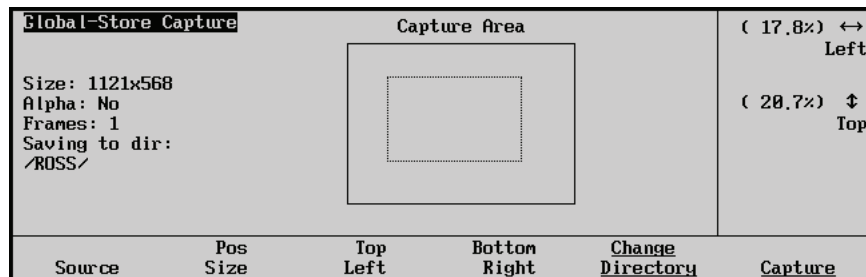 Global-Store Capture
Capture Area
( 17.8%) ↔
Left
Size: 1121x568
Alpha: No
Frames: 1
Saving to dir:
/ROSS/
( 20.7%) ↕
Top
Source
Pos Size
Top Left
Bottom Right
Change Directory
Capture